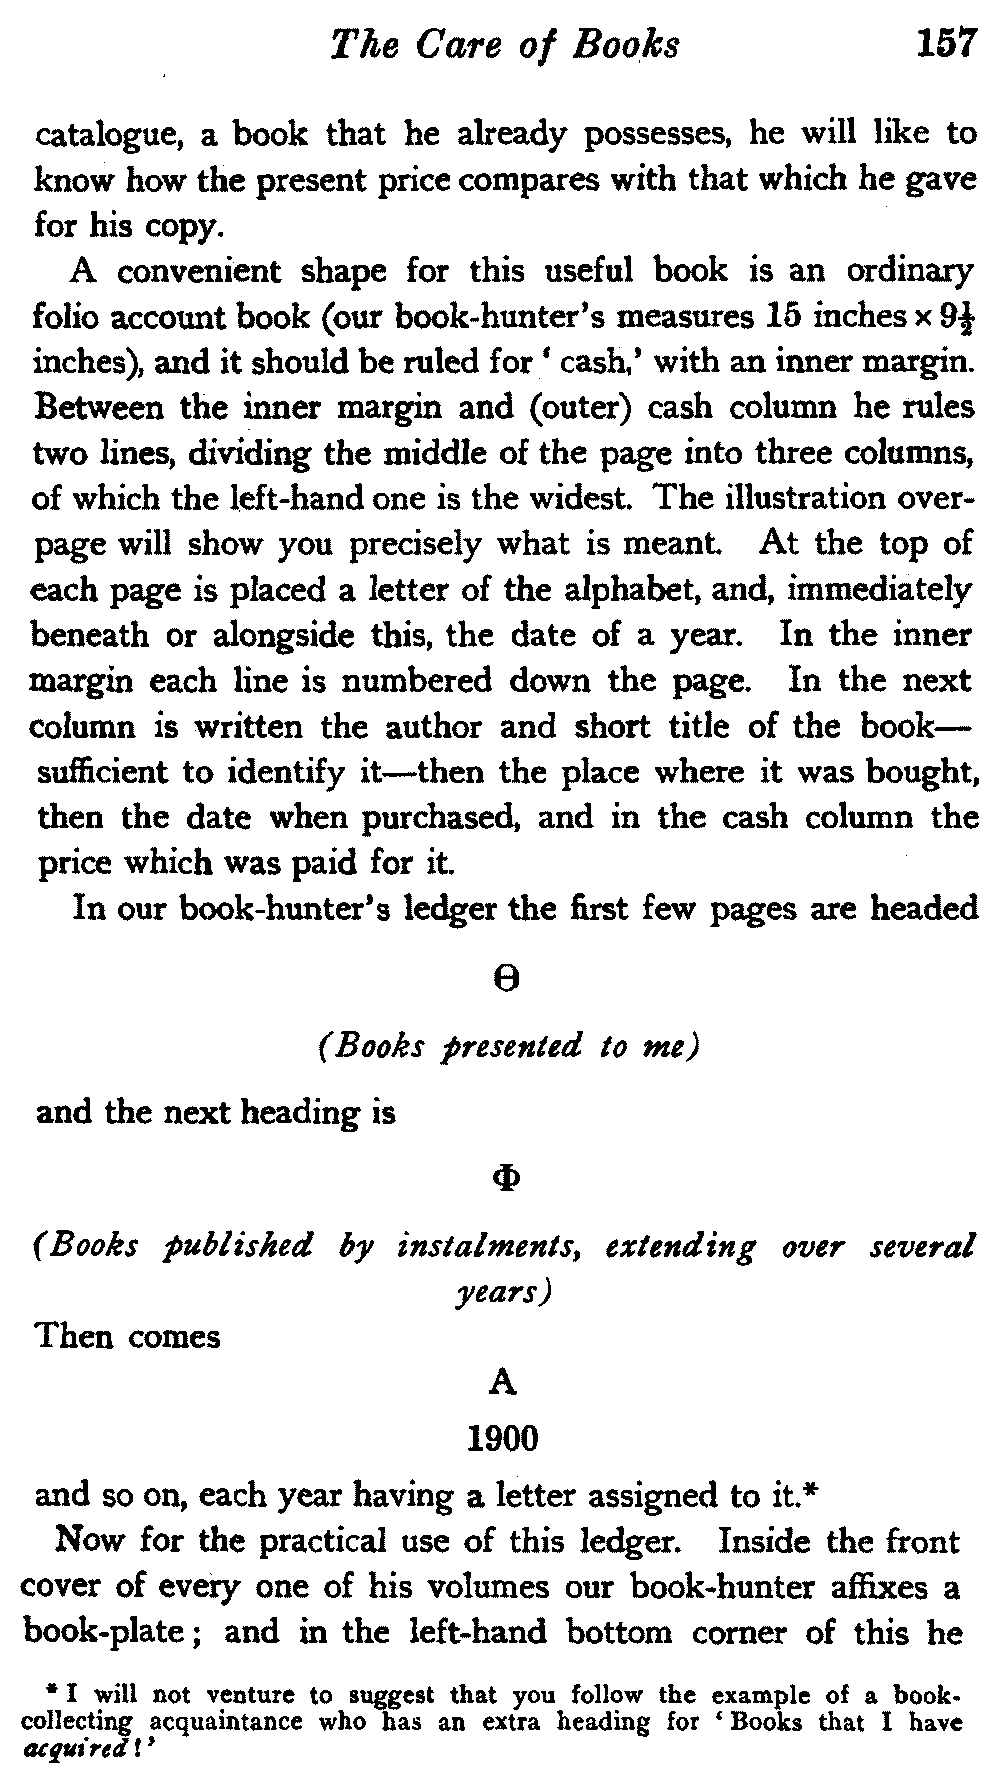 The Care of Books 157
catalogue, a book that he already possesses, he will like to
know how the present price compares with that which he gave
for his copy.
A convenient shape for this useful book is an ordinary
folio account book (our book-hunter's measures 15 inches × 9½
inches), and it should be ruled for ‘ cash,’ with an inner margin.
Between the inner margin and (outer) cash column he rules
two lines, dividing the middle of the page into three columns,
of which the left-hand one is the widest. The illustration over-
page will show you precisely what is meant. At the top of
each page is placed a letter of the alphabet, and, immediately
beneath or alongside this, the date of a year. In the inner
margin each line is numbered down the page. In the next
column is written the author and short title of the book—
sufficient to identify it—then the place where it was bought,
then the date when purchased, and in the cash column the
price which was paid for it.
In our book-hunter's ledger the first few pages are headed
Θ
(Books presented to me)
and the next heading is
Φ
(Books published by instalments, extending over several
years)
Then comes
A
1900
and so on, each year having a letter assigned to it.*
Now for the practical use of this ledger. Inside the front
cover of every one of his volumes our book-hunter affixes a
book-plate ; and in the left-hand bottom corner of this he
* I will not venture to suggest that you follow the example of a book-
collecting acquaintance who has an extra heading for ‘ Books that I have
acquired ! ’